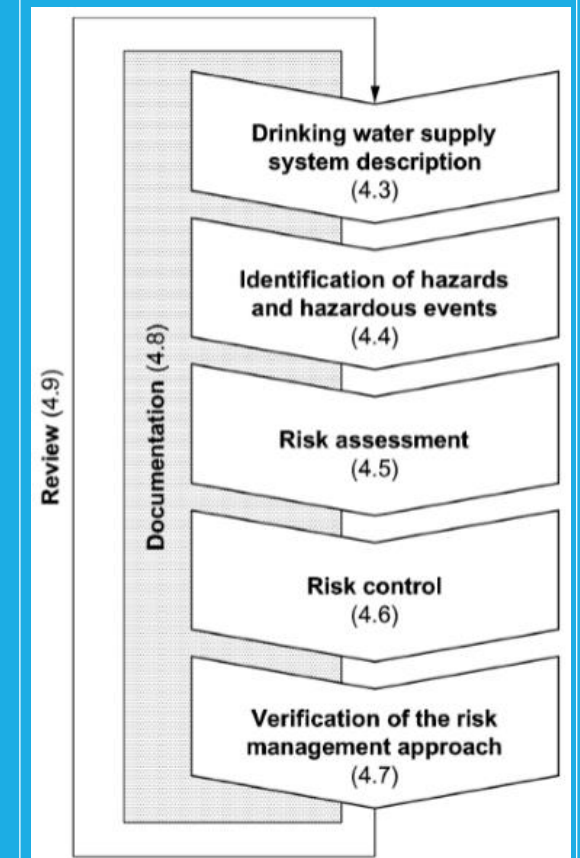 Drinking water supply
system description
(4.3)
Identification of hazards
and hazardous events
(4.4)
Risk assessment
(4.5)
Risk control
(4.6)
Verification of the risk
management approach
(4.7)
Documentation (4.8)
Review (4.9)